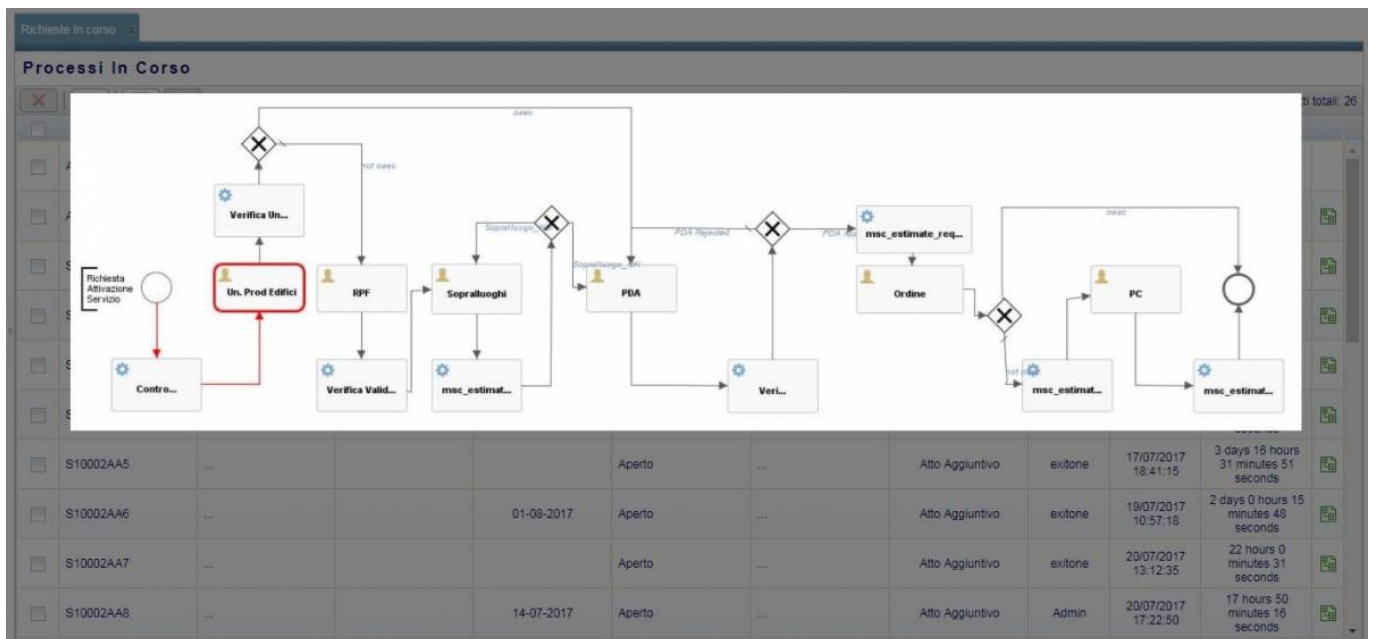 Richieste In corso
Processi In Corso
ti totali: 26
oaec
not oaec
Verifica Un...
Sopralluogo_
PDA Rejected
msc_estimate_req...
oaec
Richiesta
Attivazione
Servizio
Un. Prod Edifici
RPF
Sopralluoghi
PDA
Ordine
PC
Contro...
Verifica Valid...
msc_estimat...
Veri...
msc_estimat...
msc_estimat...
S10002AA5 ... Aperto ... Atto Aggiuntivo exitone 17/07/2017 18:41:15 3 days 16 hours 31 minutes 51 seconds
S10002AA6 ... 01-08-2017 Aperto ... Atto Aggiuntivo exitone 19/07/2017 10:57:18 2 days 0 hours 15 minutes 48 seconds
S10002AA7 ... Aperto ... Atto Aggiuntivo exitone 20/07/2017 13:12:35 22 hours 0 minutes 31 seconds
S10002AA8 ... 14-07-2017 Aperto ... Atto Aggiuntivo Admin 20/07/2017 17:22:50 17 hours 50 minutes 16 seconds